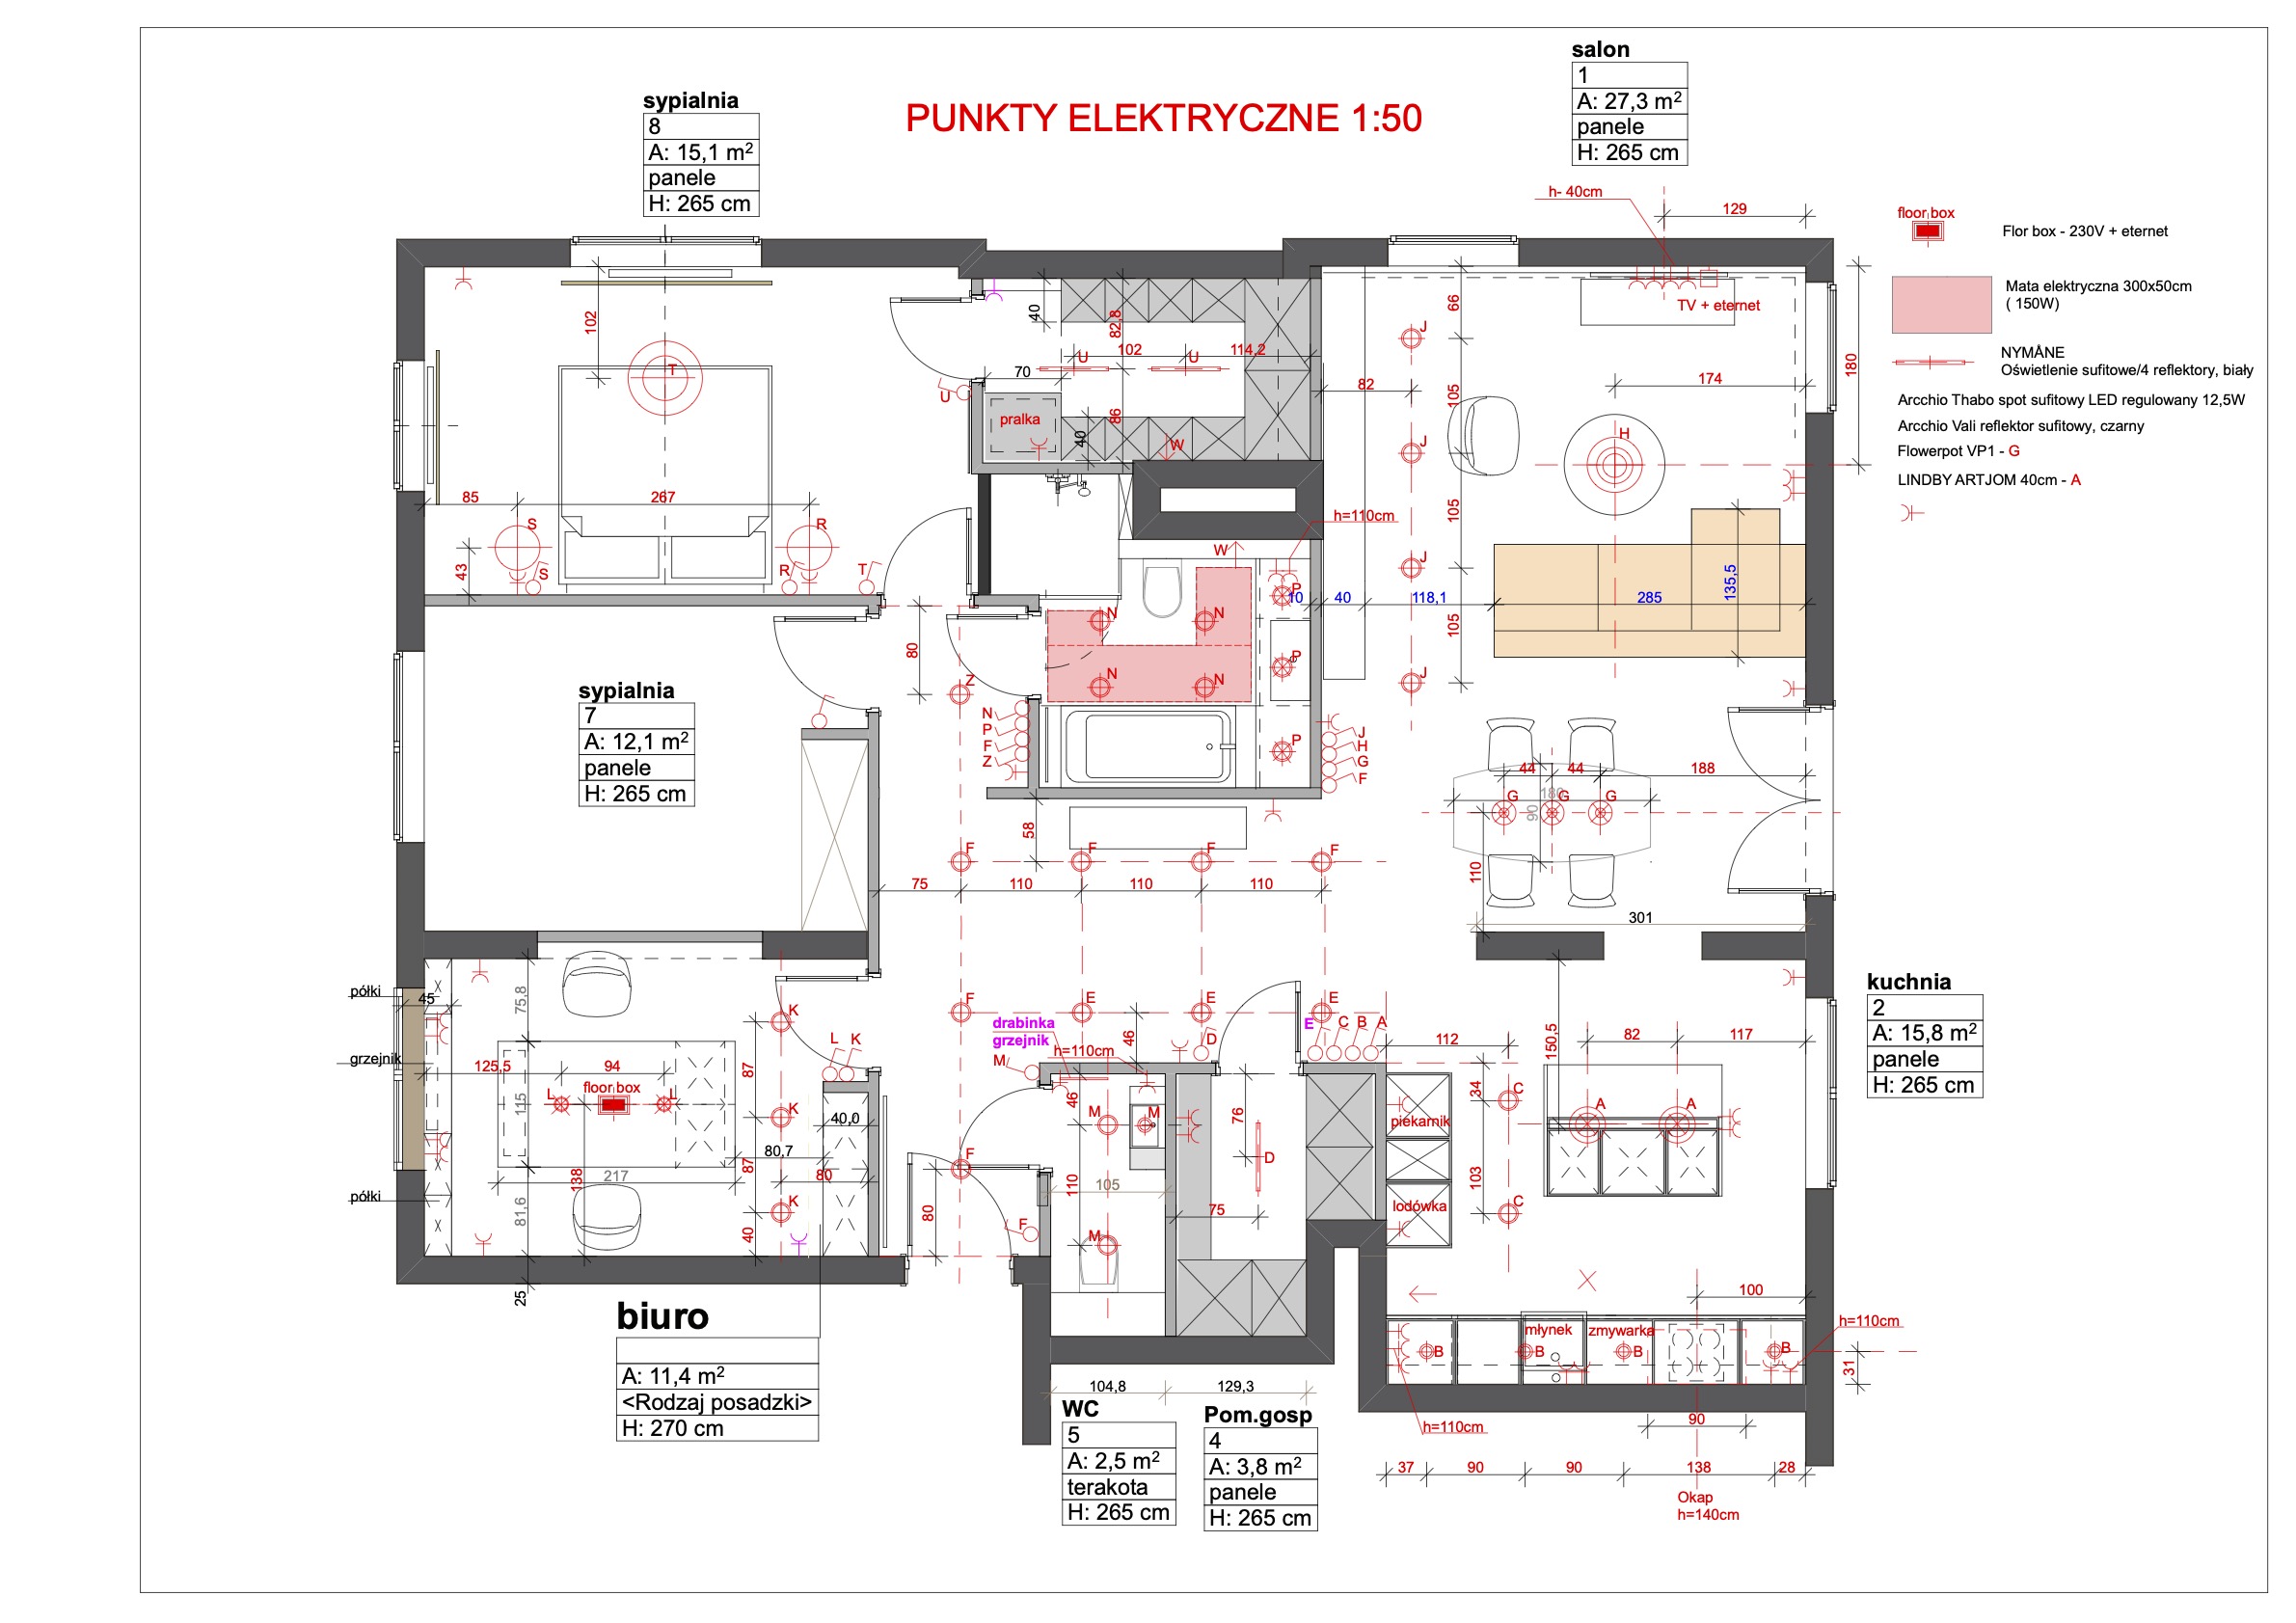 PUNKTY ELEKTRYCZNE 1:50
sypialnia
8
A: 15,1 m²
panele
H: 265 cm
salon
1
A: 27,3 m²
panele
H: 265 cm
h- 40cm
129
floor box
Flor box - 230V + eternet
Mata elektryczna 300x50cm
( 150W)
NYMÅNE
Oświetlenie sufitowe/4 reflektory, biały
Arcchio Thabo spot sufitowy LED regulowany 12,5W
Arcchio Vali reflektor sufitowy, czarny
Flowerpot VP1 - G
LINDBY ARTJOM 40cm - A
TV + eternet
102
T
40
82,8
102
114,2
U
U
70
U
pralka
40
86
W
66
J
82
105
174
180
J
H
105
J
105
J
85
267
S
R
43
S
R
T
h=110cm
W
P
10
40
118,1
285
135,5
80
N
N
N
N
P
P
Z
N
P
F
Z
J
H
G
F
sypialnia
7
A: 12,1 m²
panele
H: 265 cm
44
44
188
180
90
G
G
G
110
301
58
F
F
F
F
75
110
110
110
F
E
E
E
półki
45
grzejnik
półki
75,8
115
81,6
125,5
94
floor box
L
L
217
138
25
K
K
K
87
87
40
L
K
40,0
80,7
80
drabinka
grzejnik
h=110cm
M
46
D
E
C
B
A
46
M
M
110
105
M
F
80
F
76
D
75
112
34
C
103
C
piekarnik
lodówka
150,5
82
117
A
A
kuchnia
2
A: 15,8 m²
panele
H: 265 cm
100
młynek
zmywarka
B
B
B
B
h=110cm
31
h=110cm
90
37
90
90
138
28
Okap
h=140cm
biuro
A: 11,4 m²
<Rodzaj posadzki>
H: 270 cm
104,8
129,3
WC
5
A: 2,5 m²
terakota
H: 265 cm
Pom.gosp
4
A: 3,8 m²
panele
H: 265 cm